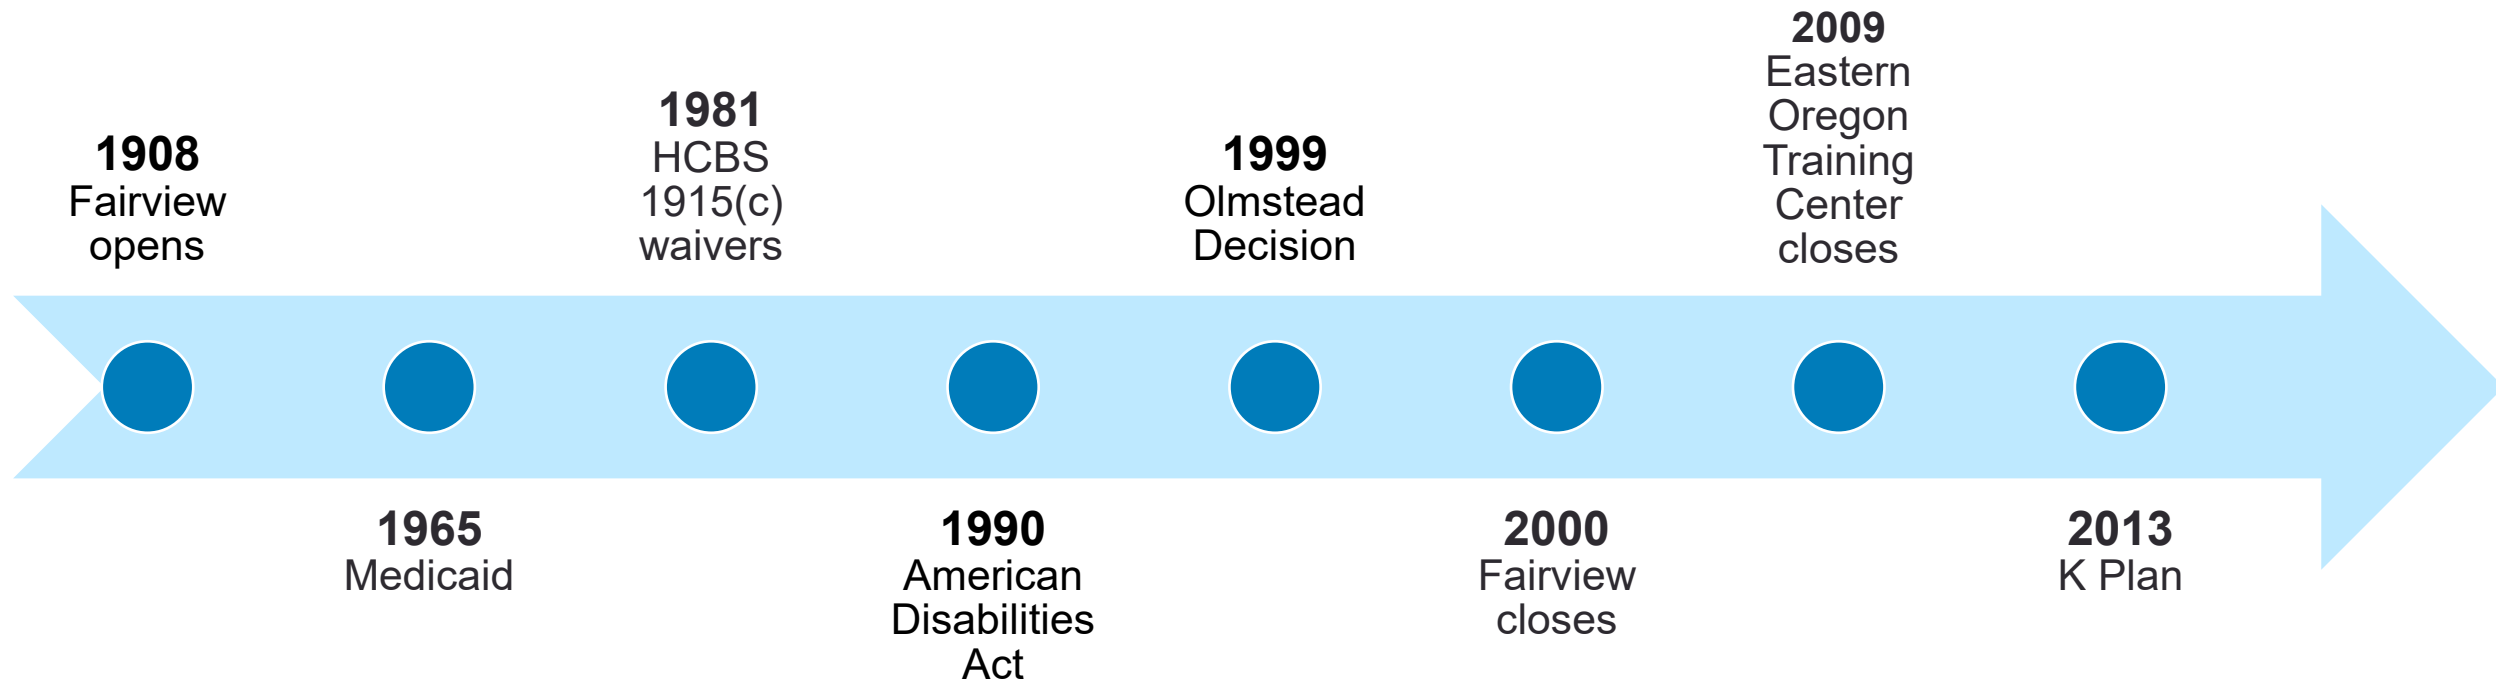 1908
Fairview
opens
1965
Medicaid
1981
HCBS
1915(c)
waivers
1990
American
Disabilities
Act
1999
Olmstead
Decision
2000
Fairview
closes
2009
Eastern
Oregon
Training
Center
closes
2013
K Plan